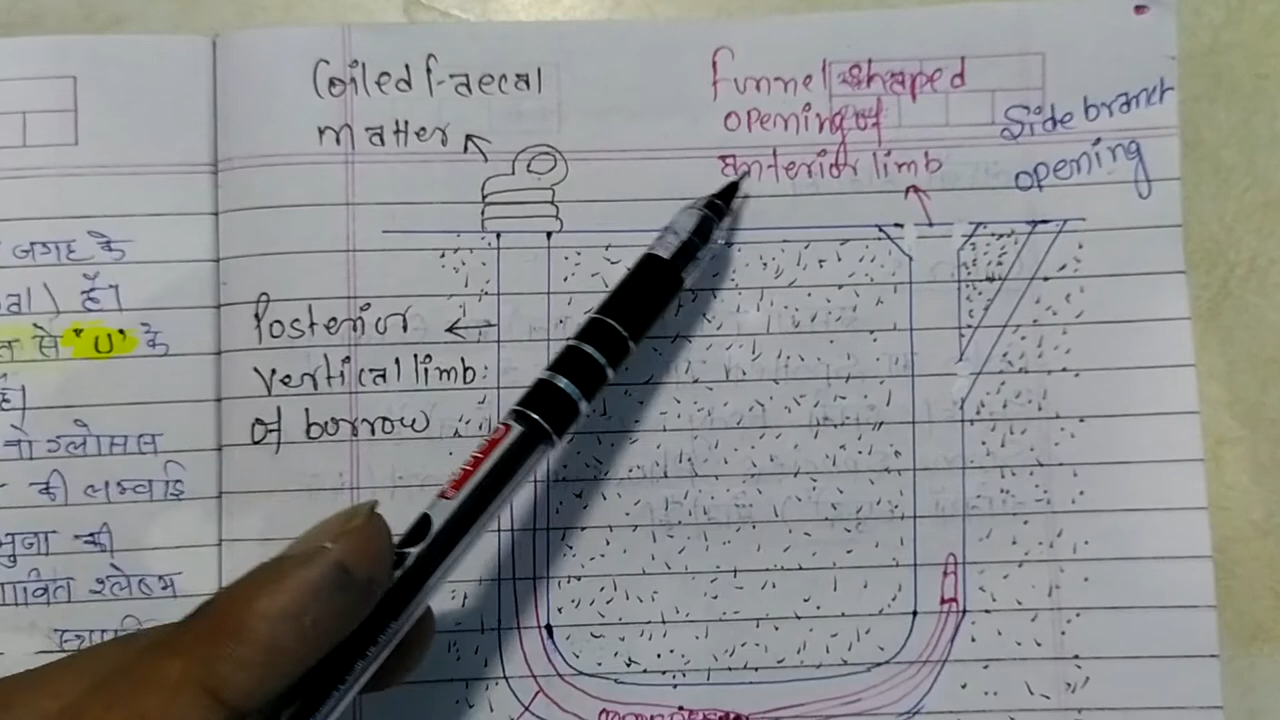 जगह के
है।
से "U" के
है।
श्लेष्मल
की लम्बाई
भुजा की
श्लेष्म
Coiled faecal
matter
Funnel shaped
opening of
anterior limb
Side branch
opening
Posterior
vertical limb
of borrow